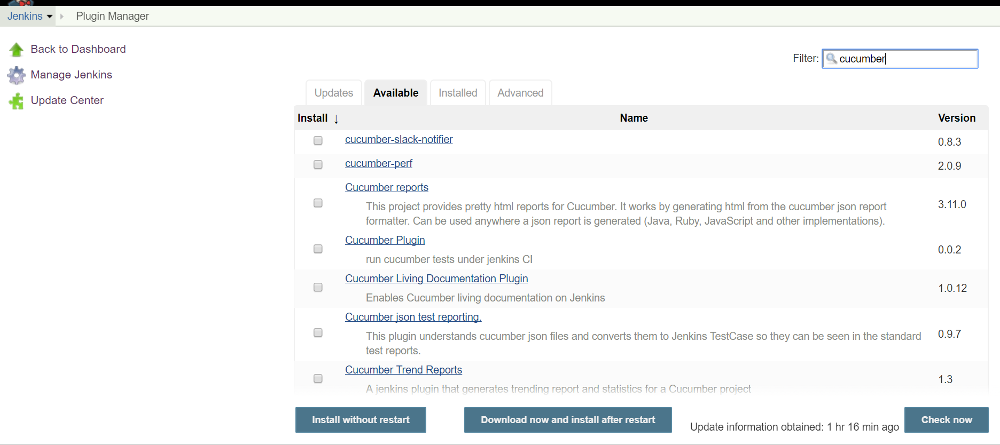 Jenkins
Plugin Manager
Back to Dashboard
Manage Jenkins
Update Center
Filter: cucumber
Updates
Available
Installed
Advanced
Install ↓
Name
Version
cucumber-slack-notifier
0.8.3
cucumber-perf
2.0.9
Cucumber reports
This project provides pretty html reports for Cucumber. It works by generating html from the cucumber json report
formatter. Can be used anywhere a json report is generated (Java, Ruby, JavaScript and other implementations).
3.11.0
Cucumber Plugin
run cucumber tests under jenkins CI
0.0.2
Cucumber Living Documentation Plugin
Enables Cucumber living documentation on Jenkins
1.0.12
Cucumber json test reporting.
This plugin understands cucumber json files and converts them to Jenkins TestCase so they can be seen in the standard
test reports.
0.9.7
Cucumber Trend Reports
A jenkins plugin that generates trending report and statistics for a Cucumber project
1.3
Install without restart
Download now and install after restart
Update information obtained: 1 hr 16 min ago
Check now